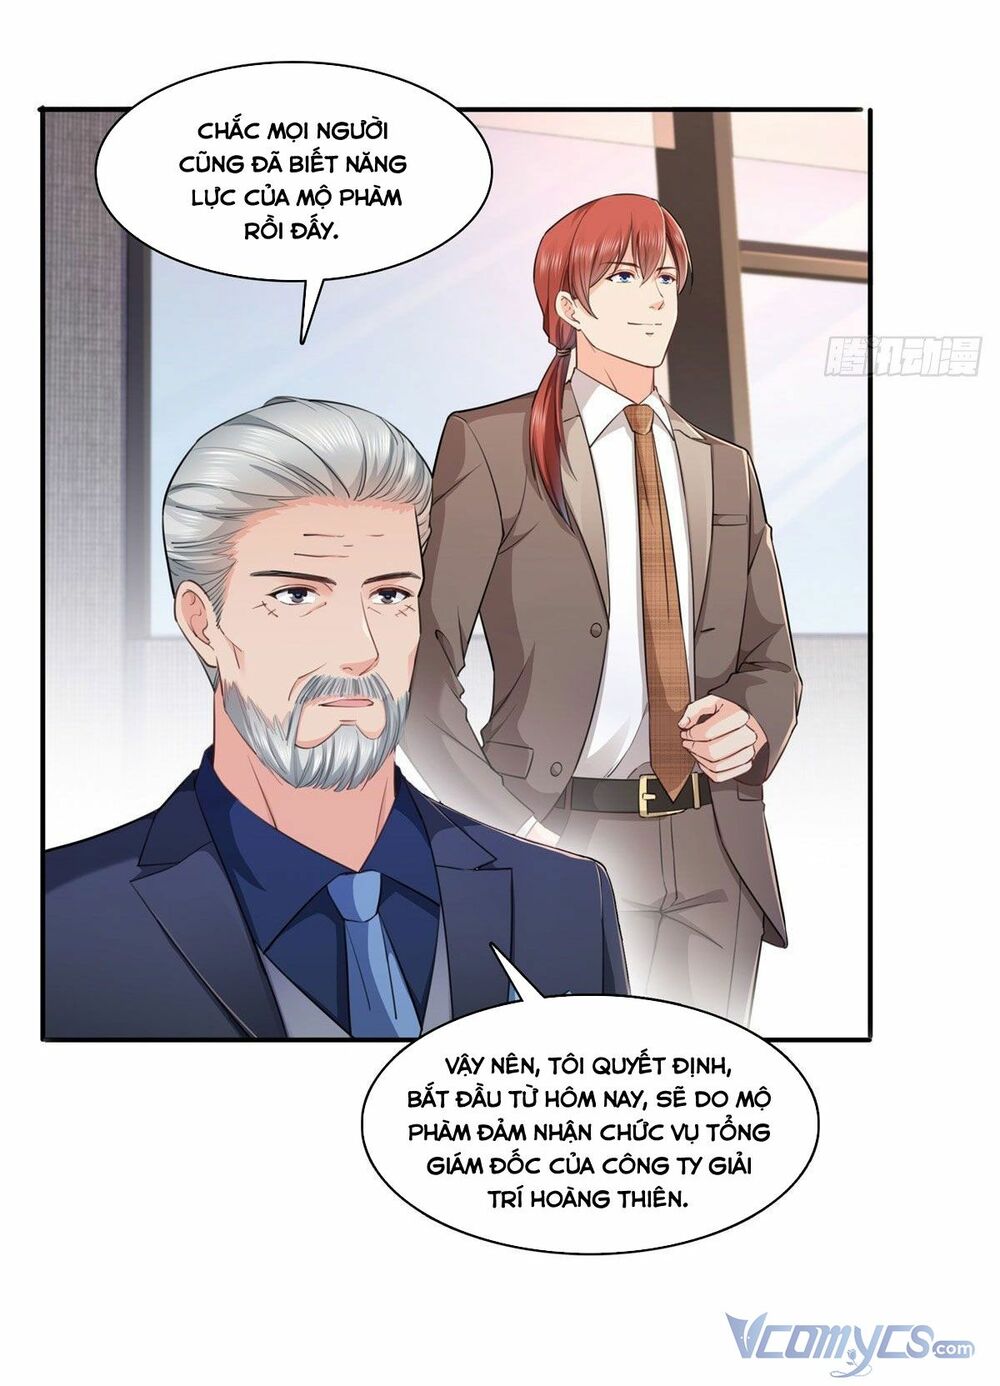 CHẮC MỌI NGƯỜI
CŨNG ĐÃ BIẾT NĂNG
LỰC CỦA MỘ PHÀM
RỒI ĐẤY.
腾讯动漫
VẬY NÊN, TÔI QUYẾT ĐỊNH,
BẮT ĐẦU TỪ HÔM NAY, SẼ DO MỘ
PHÀM ĐẢM NHẬN CHỨC VỤ TỔNG
GIÁM ĐỐC CỦA CÔNG TY GIẢI
TRÍ HOÀNG THIÊN.
VCOMYCS.com